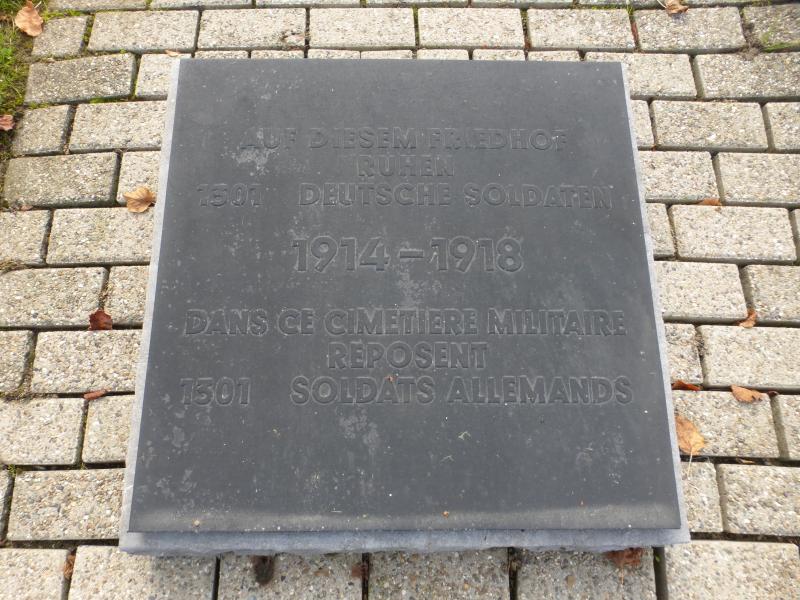 AUF DIESEM FRIEDHOF
RUHEN
1301 DEUTSCHE SOLDATEN
1914-1918
DANS CE CIMETIERE MILITAIRE
REPOSENT
1301 SOLDATS ALLEMANDS